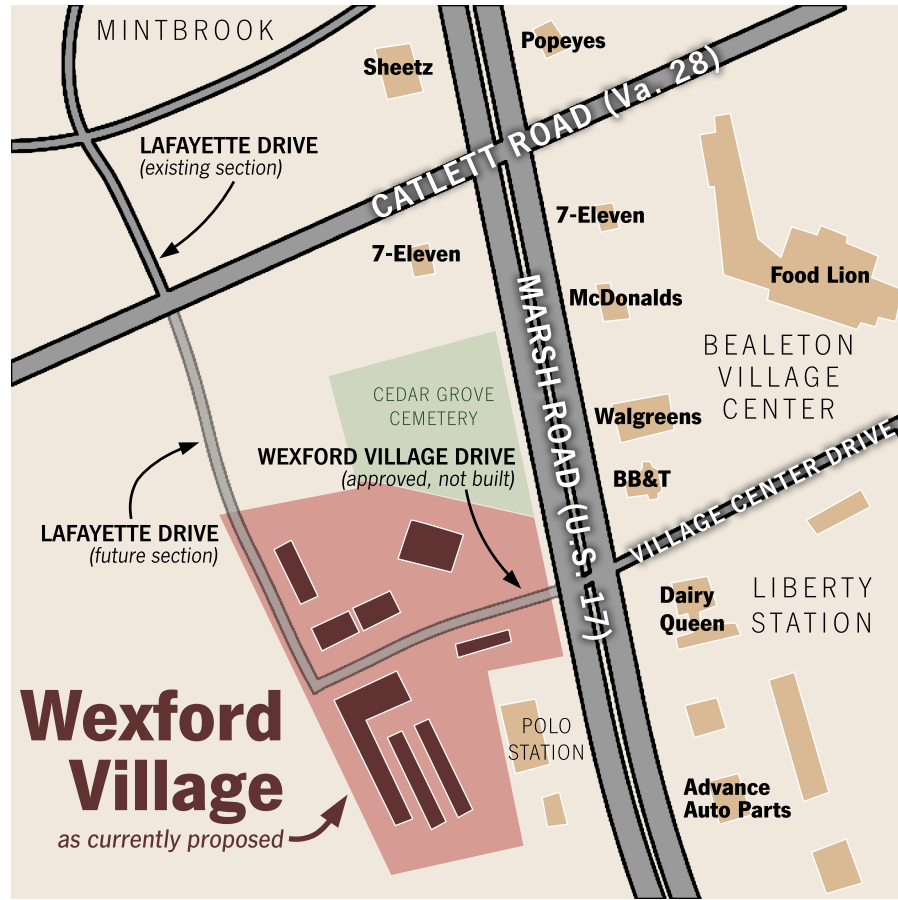 MINTBROOK
Popeyes
Sheetz
CATLETT ROAD (Va. 28)
LAFAYETTE DRIVE
(existing section)
7-Eleven
7-Eleven
Food Lion
McDonalds
MARSH ROAD (U.S. 17)
BEALETON
VILLAGE
CENTER
CEDAR GROVE
CEMETERY
Walgreens
WEXFORD VILLAGE DRIVE
(approved, not built)
BB&T
VILLAGE CENTER DRIVE
LAFAYETTE DRIVE
(future section)
Dairy
Queen
LIBERTY
STATION
Wexford
Village
as currently proposed
POLO
STATION
Advance
Auto Parts